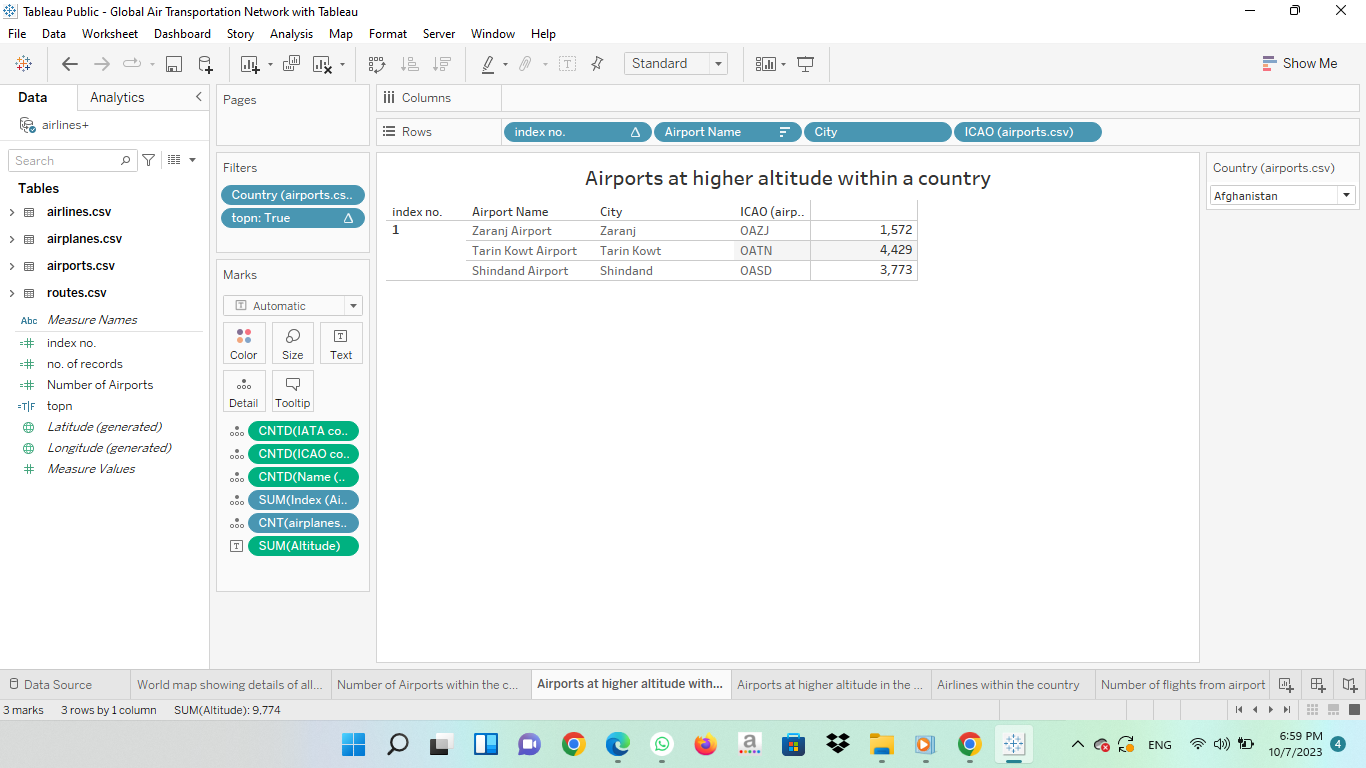 Tableau Public - Global Air Transportation Network with Tableau
File Data Worksheet Dashboard Story Analysis Map Format Server Window Help
Standard
Show Me
Data Analytics
airlines+
Search
Tables
airlines.csv
airplanes.csv
airports.csv
routes.csv
Abc Measure Names
=# index no.
=# no. of records
=# Number of Airports
=T|F topn
Latitude (generated)
Longitude (generated)
# Measure Values
Pages
Filters
Country (airports.cs..
topn: True
Marks
Automatic
Color Size Text
Detail Tooltip
CNTD(IATA co..
CNTD(ICAO co..
CNTD(Name (..
SUM(Index (Ai..
CNT(airplanes..
SUM(Altitude)
Columns
Rows index no. Airport Name City ICAO (airports.csv)
Airports at higher altitude within a country
index no. Airport Name City ICAO (airp..
1 Zaranj Airport Zaranj OAZJ 1,572
Tarin Kowt Airport Tarin Kowt OATN 4,429
Shindand Airport Shindand OASD 3,773
Country (airports.csv)
Afghanistan
Data Source World map showing details of all... Number of Airports within the c... Airports at higher altitude with... Airports at higher altitude in the ... Airlines within the country Number of flights from airport
3 marks 3 rows by 1 column SUM(Altitude): 9,774
a
ENG
6:59 PM
10/7/2023
4